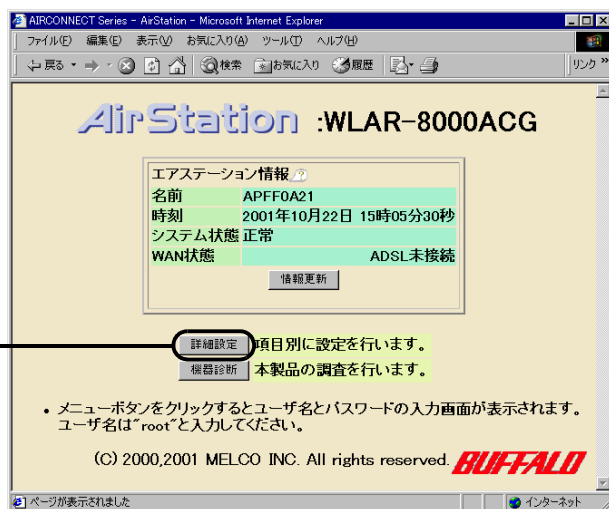 AIRCONNECT Series - AirStation - Microsoft Internet Explorer
ファイル(F) 編集(E) 表示(V) お気に入り(A) ツール(T) ヘルプ(H)
戻る 検索 お気に入り 履歴 リンク »
AirStation :WLAR-8000ACG
エアステーション情報
名前 APFF0A21
時刻 2001年10月22日 15時05分30秒
システム状態 正常
WAN状態 ADSL未接続
情報更新
詳細設定 項目別に設定を行います。
機器診断 本製品の調査を行います。
• メニューボタンをクリックするとユーザ名とパスワードの入力画面が表示されます。
ユーザ名は"root"と入力してください。
(C) 2000,2001 MELCO INC. All rights reserved. BUFFALO
ページが表示されました インターネット